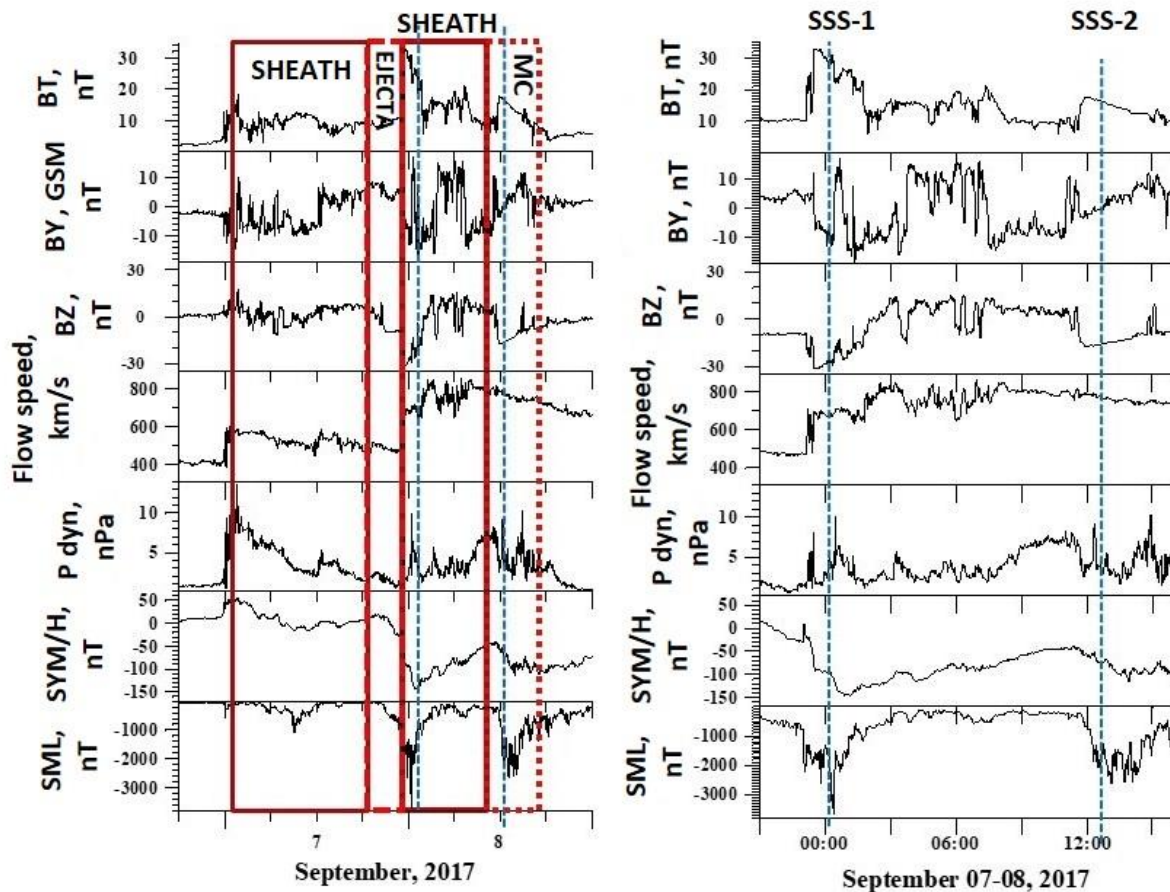 SHEATH
SHEATH
EJECTA
MC
BT,
nT
30
20
10
BY, GSM
nT
10
0
-10
BZ,
nT
30
0
-30
Flow speed,
km/s
800
600
400
P dyn,
nPa
10
5
SYM/H,
nT
50
0
-50
-100
-150
SML,
nT
-1000
-2000
-3000
7
8
September, 2017
SSS-1
SSS-2
BT, nT
30
20
10
BY, nT
10
0
-10
BZ,
nT
30
0
-30
Flow speed,
km/s
800
600
400
P dyn,
nPa
10
5
SYM/H,
nT
50
0
-50
-100
-150
SML,
nT
-1000
-2000
-3000
00:00
06:00
12:00
September 07-08, 2017